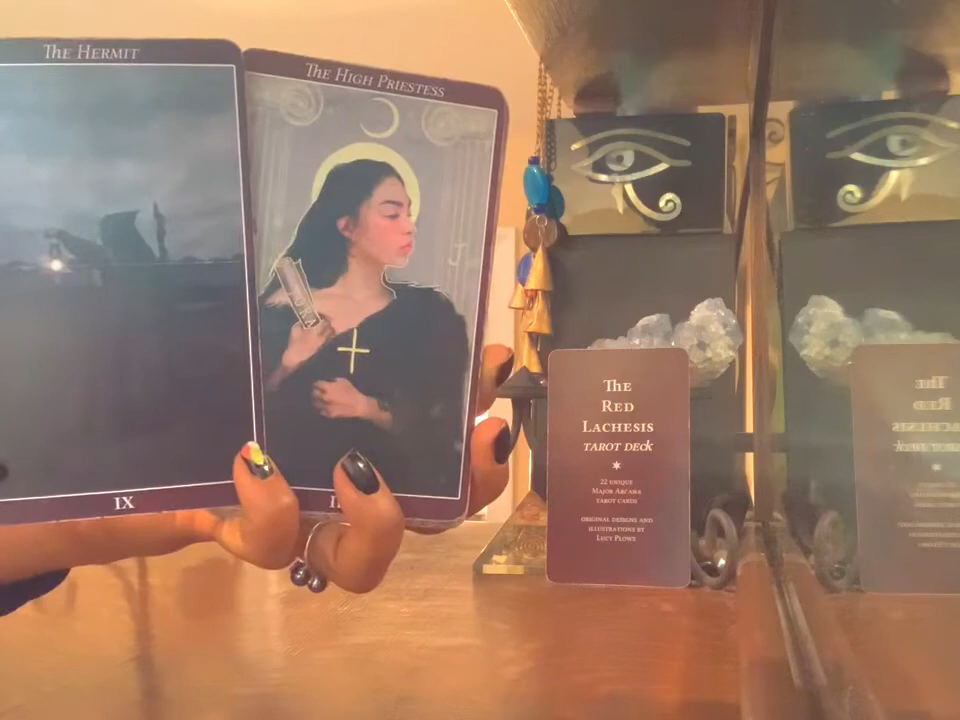 The Hermit
IX
The High Priestess
The
Red
Lachesis
Tarot Deck
22 unique
Major Arcana
tarot cards
original designs and
illustrations by
Lucy Plowe